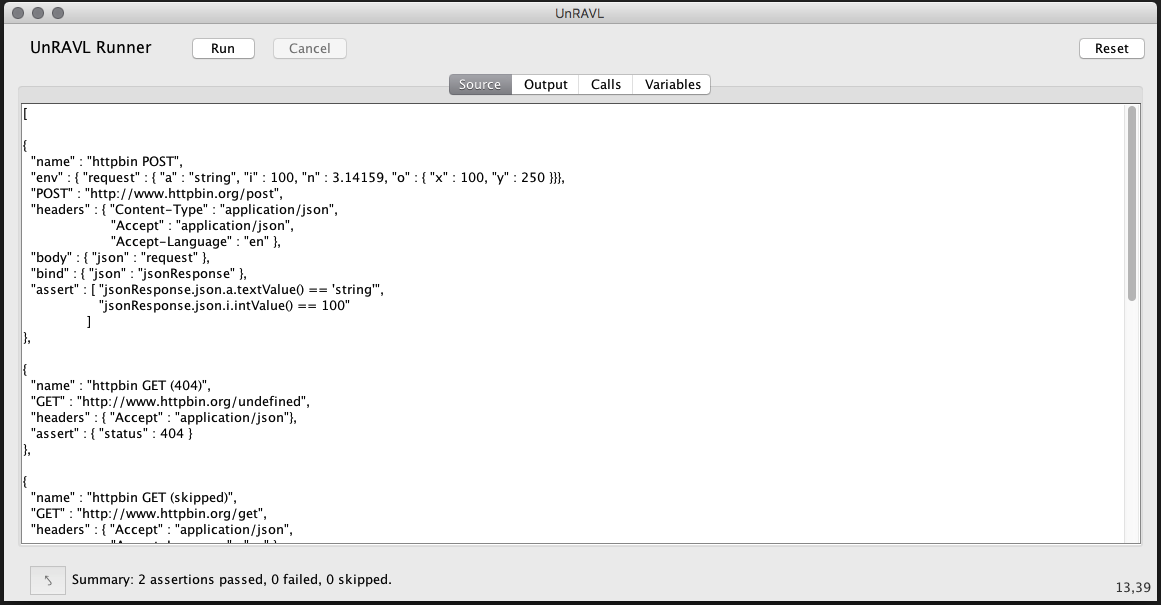 UnRAVL
UnRAVL Runner Run Cancel Reset
Source Output Calls Variables
[
{
"name" : "httpbin POST",
"env" : { "request" : { "a" : "string", "i" : 100, "n" : 3.14159, "o" : { "x" : 100, "y" : 250 }}},
"POST" : "http://www.httpbin.org/post",
"headers" : { "Content-Type" : "application/json",
"Accept" : "application/json",
"Accept-Language" : "en" },
"body" : { "json" : "request" },
"bind" : { "json" : "jsonResponse" },
"assert" : [ "jsonResponse.json.a.textValue() == 'string'",
"jsonResponse.json.i.intValue() == 100"
]
},
{
"name" : "httpbin GET (404)",
"GET" : "http://www.httpbin.org/undefined",
"headers" : { "Accept" : "application/json"},
"assert" : { "status" : 404 }
},
{
"name" : "httpbin GET (skipped)",
"GET" : "http://www.httpbin.org/get",
"headers" : { "Accept" : "application/json",
Summary: 2 assertions passed, 0 failed, 0 skipped.
13,39